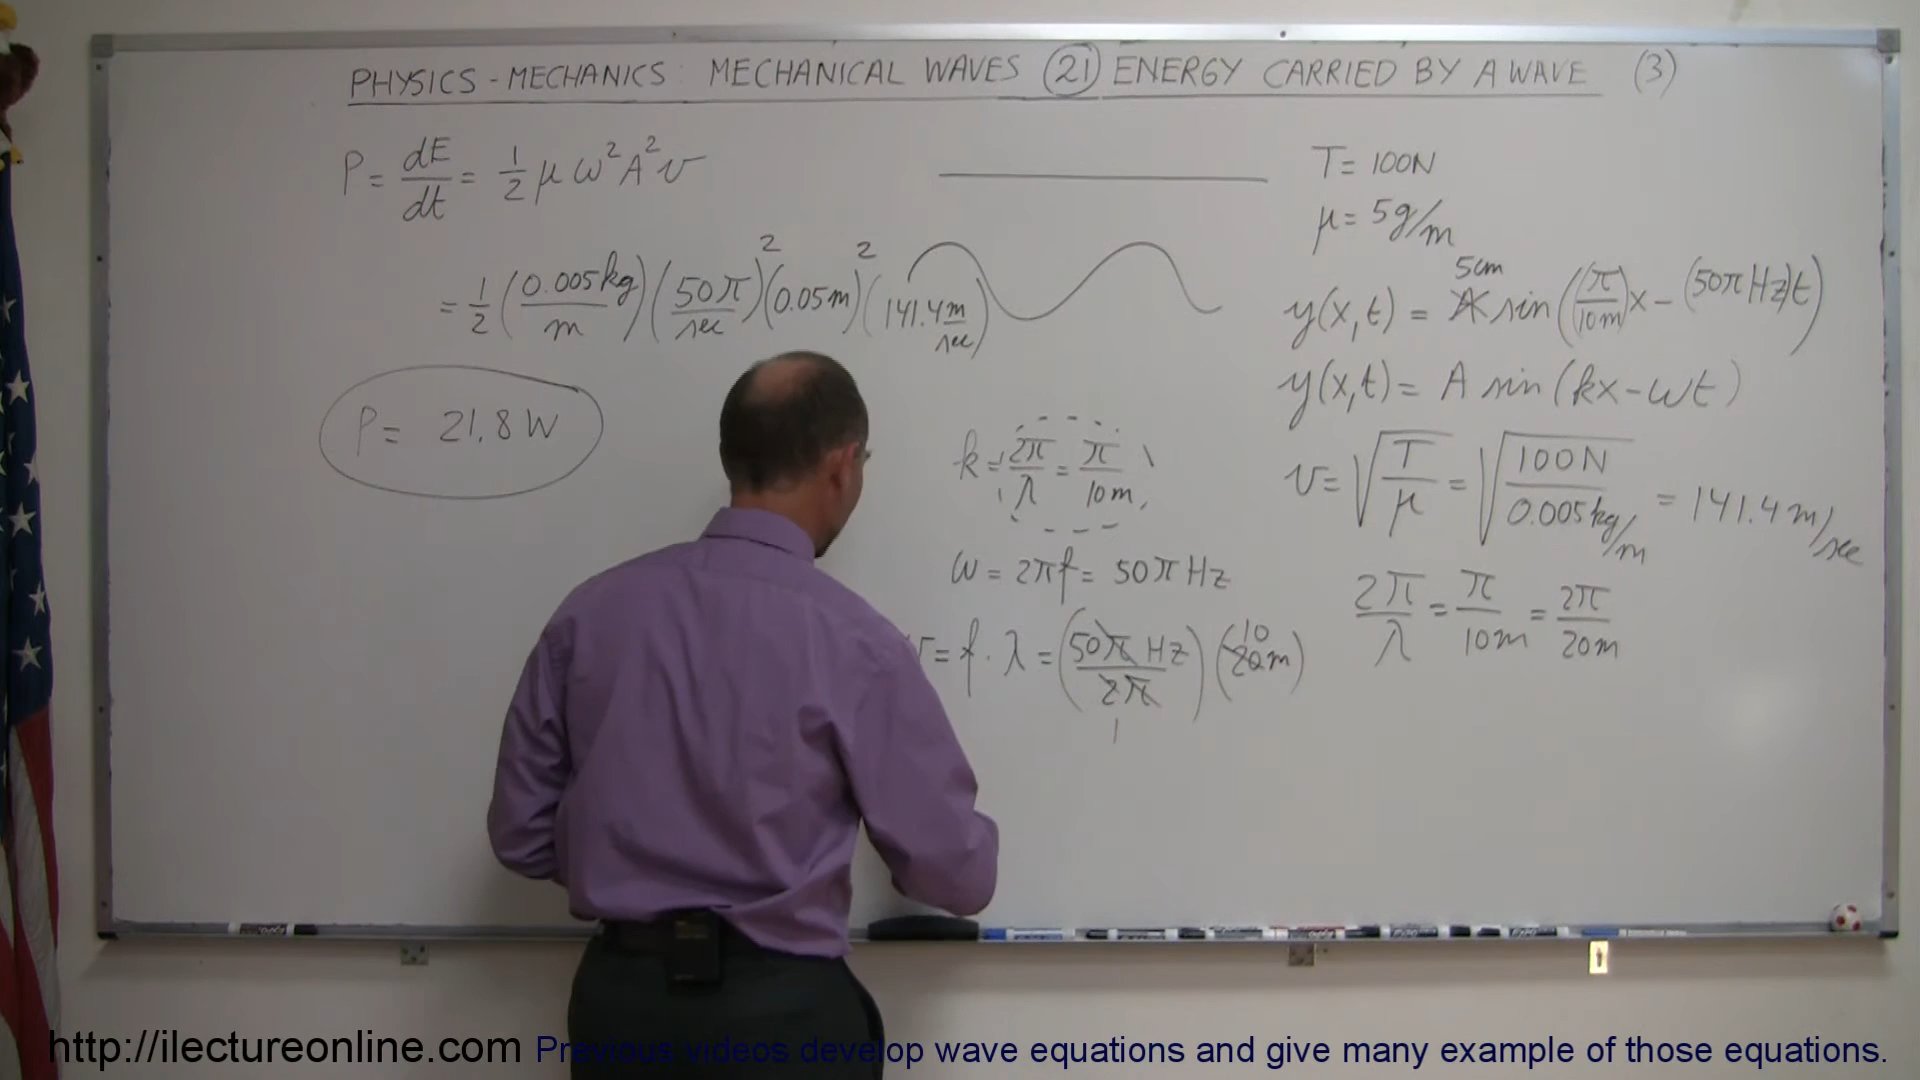 PHYSICS - MECHANICS: MECHANICAL WAVES (21) ENERGY CARRIED BY A WAVE (3)
P = dE/dt = 1/2 μ ω² A² v
= 1/2 (0.005 kg/m) (50π/sec)² (0.05m)² (141.4 m/sec)
P = 21.8 W
T = 100N
μ = 5g/m
5cm
y(x,t) = A sin((π/10m)x - (50π Hz)t)
y(x,t) = A sin(kx - ωt)
k = 2π/λ = π/10m
v = √(T/μ) = √(100N/0.005 kg/m) = 141.4 m/sec
ω = 2πf = 50π Hz
2π/λ = π/10m = 2π/20m
= f · λ = (50π Hz/2π) (20m)
10
1
http://ilectureonline.com Previous videos develop wave equations and give many example of those equations.